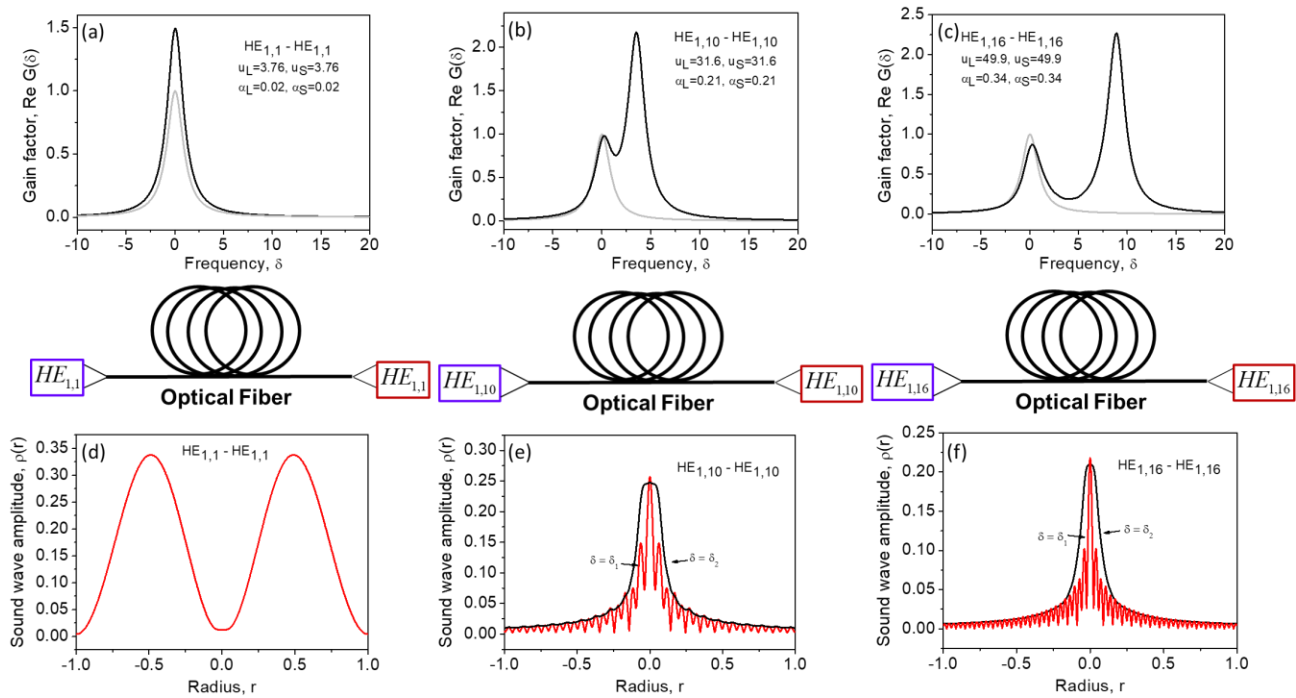 (a)
HE1,1 - HE1,1
uL=3.76, uS=3.76
αL=0.02, αS=0.02
Gain factor, Re G(δ)
1.5
1.0
0.5
0.0
-10 -5 0 5 10 15 20
Frequency, δ
(b)
HE1,10 - HE1,10
uL=31.6, uS=31.6
αL=0.21, αS=0.21
Gain factor, Re G(δ)
2.0
1.5
1.0
0.5
0.0
-10 -5 0 5 10 15 20
Frequency, δ
(c)
HE1,16 - HE1,16
uL=49.9, uS=49.9
αL=0.34, αS=0.34
Gain factor, Re G(δ)
2.5
2.0
1.5
1.0
0.5
0.0
-10 -5 0 5 10 15 20
Frequency, δ
HE1,1
HE1,1
Optical Fiber
HE1,10
HE1,10
Optical Fiber
HE1,16
HE1,16
Optical Fiber
(d)
HE1,1 - HE1,1
Sound wave amplitude, ρ(r)
0.35
0.30
0.25
0.20
0.15
0.10
0.05
0.00
-1.0 -0.5 0.0 0.5 1.0
Radius, r
(e)
HE1,10 - HE1,10
δ = δ1
δ = δ2
Sound wave amplitude, ρ(r)
0.30
0.25
0.20
0.15
0.10
0.05
0.00
-1.0 -0.5 0.0 0.5 1.0
Radius, r
(f)
HE1,16 - HE1,16
δ = δ1
δ = δ2
Sound wave amplitude, ρ(r)
0.25
0.20
0.15
0.10
0.05
0.00
-1.0 -0.5 0.0 0.5 1.0
Radius, r